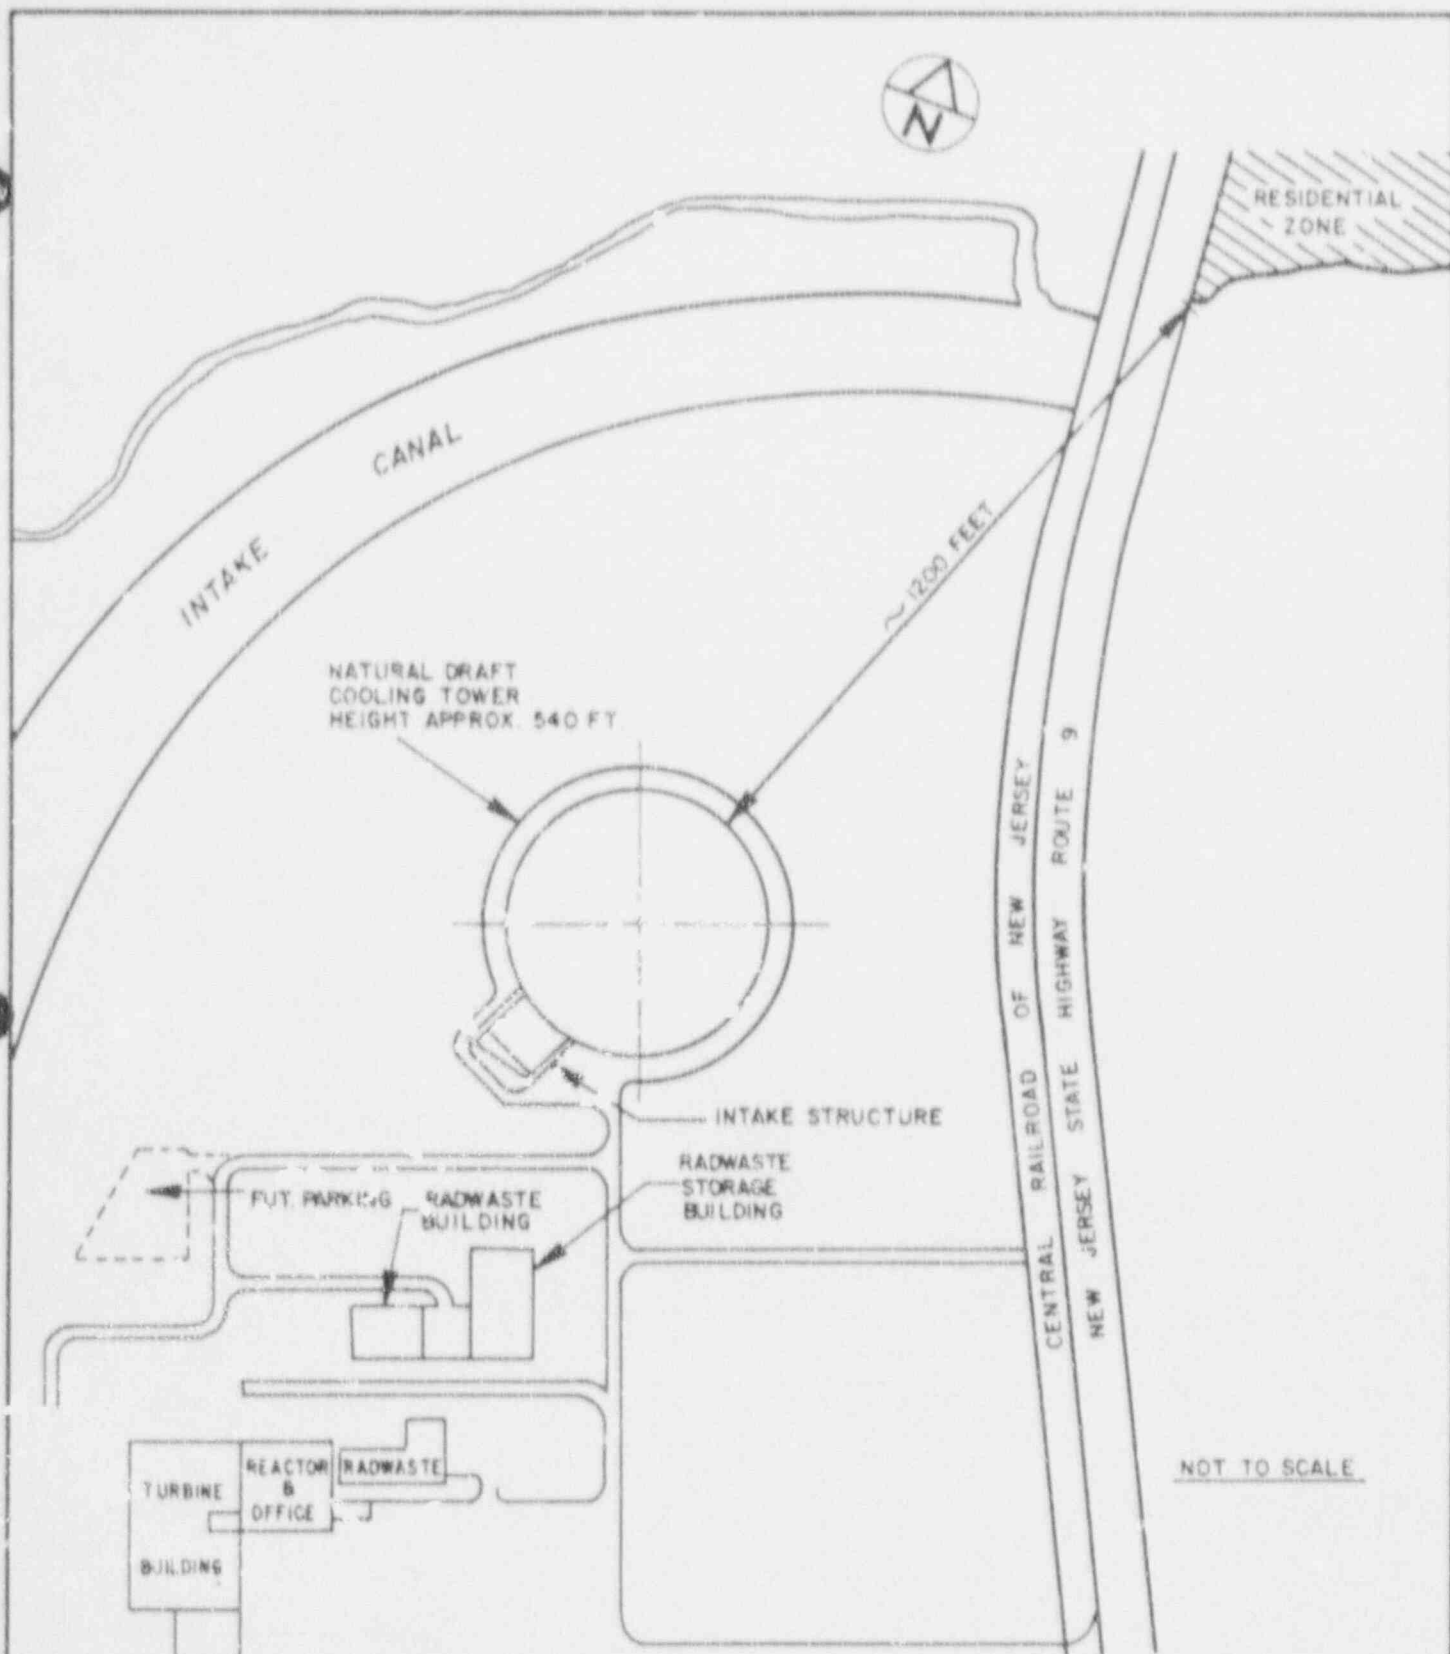 N
RESIDENTIAL
ZONE
CANAL
INTAKE
~ 1200 FEET
NATURAL DRAFT
COOLING TOWER
HEIGHT APPROX. 540 FT
CENTRAL RAILROAD OF NEW JERSEY
NEW JERSEY STATE HIGHWAY ROUTE 9
INTAKE STRUCTURE
RADWASTE
STORAGE
BUILDING
FUT. PARKING
RADWASTE
BUILDING
TURBINE
BUILDING
REACTOR
&
OFFICE
RADWASTE
NOT TO SCALE